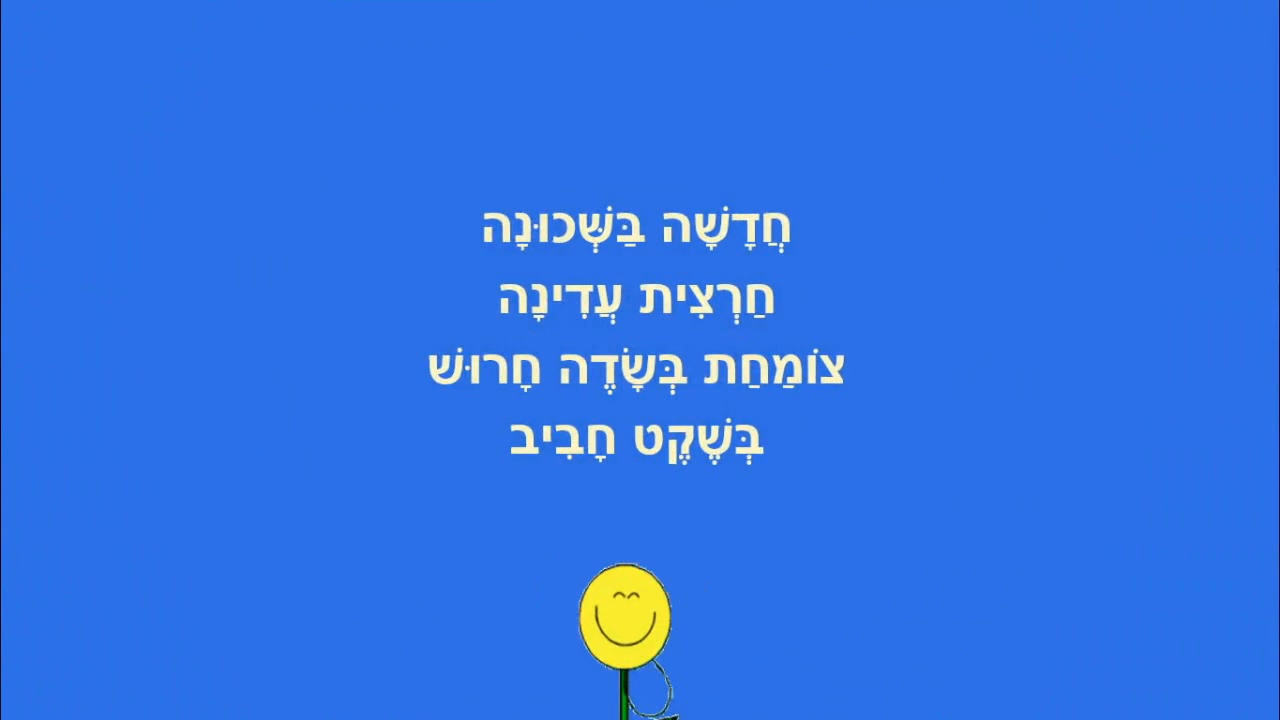 חֲדָשָׁה בַּשְּׁכוּנָה
חַרְצִית עֲדִינָה
צוֹמַחַת בְּשָׂדֶה חָרוּשׁ
בְּשֶׁקֶט חָבִיב